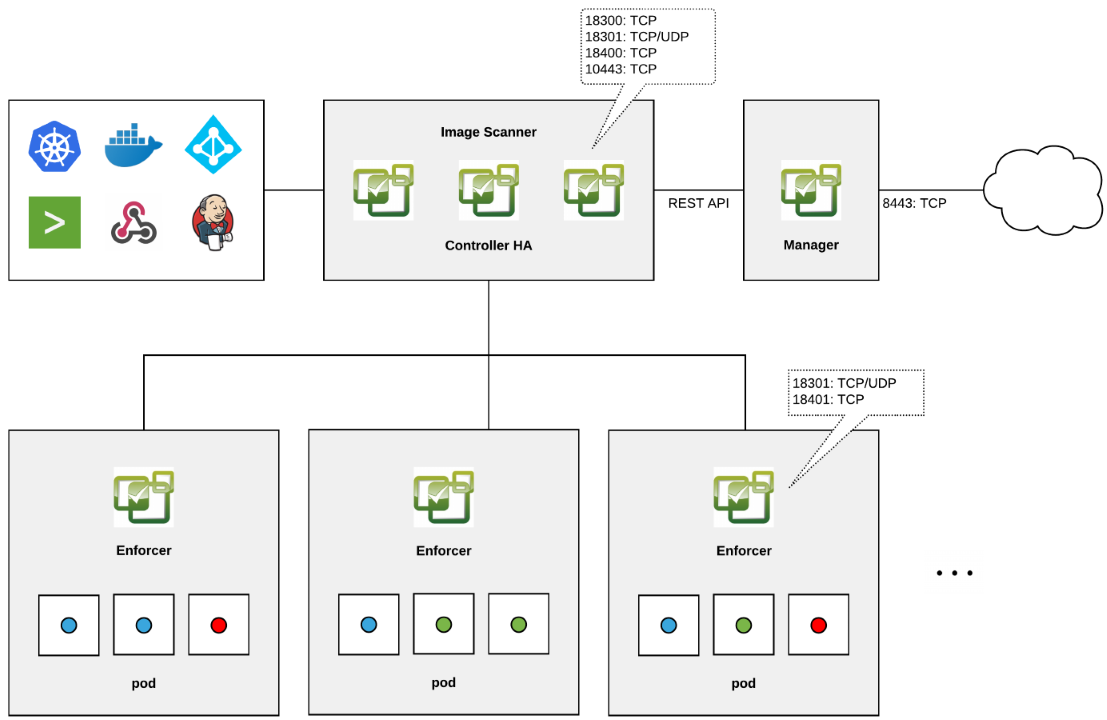 18300: TCP
18301: TCP/UDP
18400: TCP
10443: TCP
Image Scanner
Controller HA
REST API
Manager
8443: TCP
18301: TCP/UDP
18401: TCP
Enforcer
Enforcer
Enforcer
. . .
pod
pod
pod